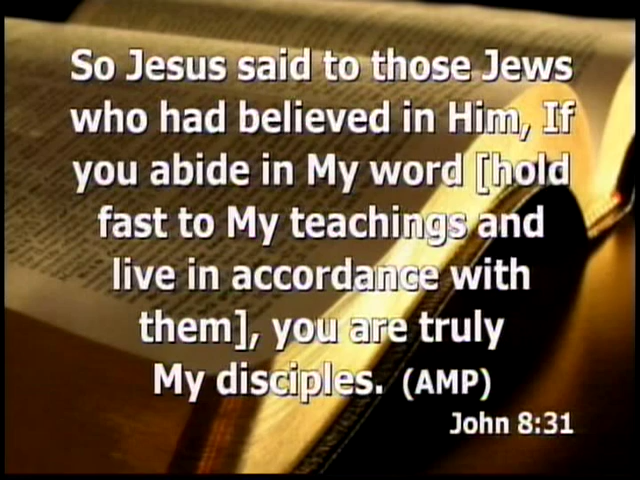 So Jesus said to those Jews
who had believed in Him, If
you abide in My word [hold
fast to My teachings and
live in accordance with
them], you are truly
My disciples. (AMP)
John 8:31